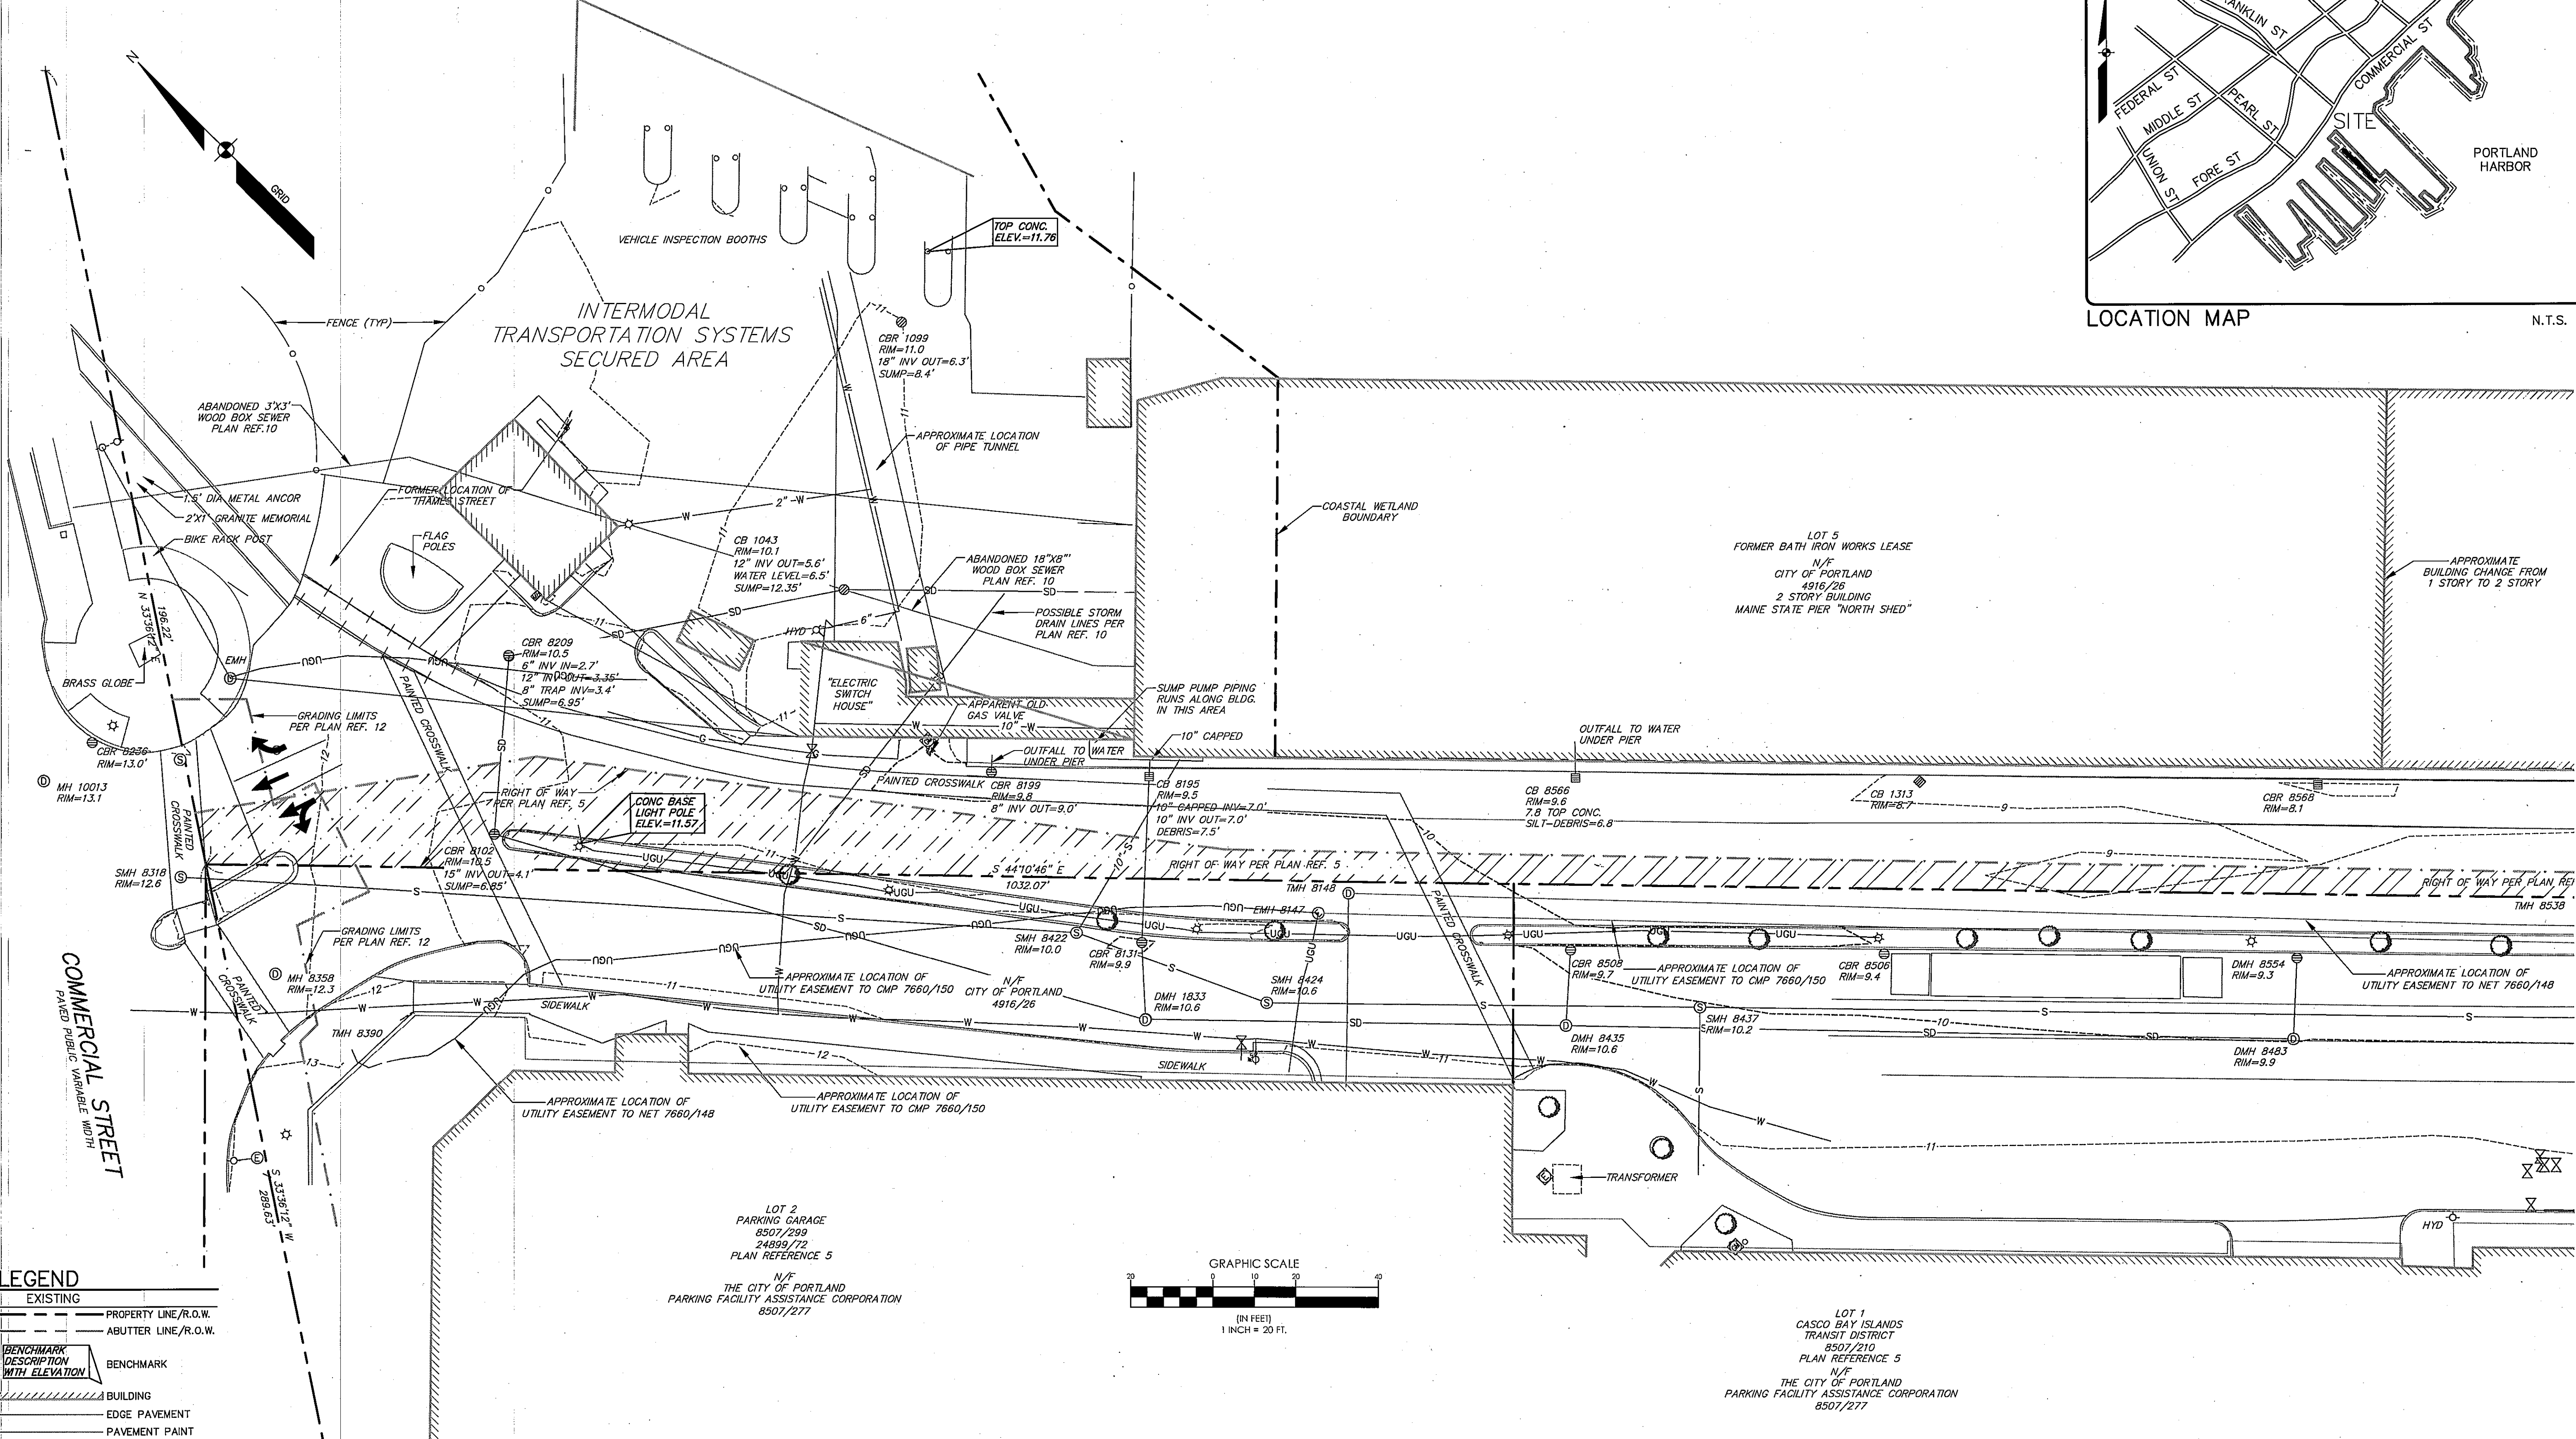 N
GRID
FRANKLIN ST
COMMERCIAL ST
FEDERAL ST
MIDDLE ST
PEARL ST
SITE
UNION ST
FORE ST
PORTLAND
HARBOR
LOCATION MAP
N.T.S.
VEHICLE INSPECTION BOOTHS
TOP CONC.
ELEV.=11.76
INTERMODAL
TRANSPORTATION SYSTEMS
SECURED AREA
FENCE (TYP)
11
CBR 1099
RIM=11.0
18" INV OUT=6.3'
SUMP=8.4'
ABANDONED 3'X3'
WOOD BOX SEWER
PLAN REF.10
APPROXIMATE LOCATION
OF PIPE TUNNEL
1.5' DIA METAL ANCOR
2'X1' GRANITE MEMORIAL
BIKE RACK POST
FORMER LOCATION OF
THAMES STREET
FLAG
POLES
2"
W
COASTAL WETLAND
BOUNDARY
LOT 5
FORMER BATH IRON WORKS LEASE
N/F
CITY OF PORTLAND
4916/26
2 STORY BUILDING
MAINE STATE PIER "NORTH SHED"
APPROXIMATE
BUILDING CHANGE FROM
1 STORY TO 2 STORY
CB 1043
RIM=10.1
12" INV OUT=5.6'
WATER LEVEL=6.5'
SUMP=12.35'
ABANDONED 18"X8"'
WOOD BOX SEWER
PLAN REF. 10
SD
POSSIBLE STORM
DRAIN LINES PER
PLAN REF. 10
HYD
6"
196.22'
N 33°36'12" E
EMH
UGU
BRASS GLOBE
CBR 8209
RIM=10.5
6" INV IN=2.7'
12" INV OUT=3.35'
8" TRAP INV=3.4'
SUMP=6.95'
"ELECTRIC
SWITCH
HOUSE"
APPARENT OLD
GAS VALVE
10" W
SUMP PUMP PIPING
RUNS ALONG BLDG.
IN THIS AREA
GRADING LIMITS
PER PLAN REF. 12
PAINTED CROSSWALK
CBR 8236
RIM=13.0'
MH 10013
RIM=13.1
12
G
10" CAPPED
OUTFALL TO WATER
UNDER PIER
OUTFALL TO WATER
UNDER PIER
RIGHT OF WAY
PER PLAN REF. 5
CONC BASE
LIGHT POLE
ELEV.=11.57
PAINTED CROSSWALK
CBR 8199
RIM=9.8
8" INV OUT=9.0'
CB 8195
RIM=9.5
10" CAPPED INV=7.0'
10" INV OUT=7.0'
DEBRIS=7.5'
CB 8566
RIM=9.6
7.8 TOP CONC.
SILT-DEBRIS=6.8
CB 1313
RIM=8.7
9
CBR 8568
RIM=8.1
PAINTED
CROSSWALK
SMH 8318
RIM=12.6
CBR 8102
RIM=10.5
15" INV OUT=4.1'
SUMP=6.85'
S
10" S
S 44°10'46" E
1032.07'
RIGHT OF WAY PER PLAN REF. 5
TMH 8148
PAINTED CROSSWALK
10
9
RIGHT OF WAY PER PLAN RE
TMH 8538
EMH 8147
SMH 8422
RIM=10.0
CBR 8131
RIM=9.9
SMH 8424
RIM=10.6
GRADING LIMITS
PER PLAN REF. 12
MH 8358
RIM=12.3
APPROXIMATE LOCATION OF
UTILITY EASEMENT TO CMP 7660/150
N/F
CITY OF PORTLAND
4916/26
CBR 8508
RIM=9.7
APPROXIMATE LOCATION OF
UTILITY EASEMENT TO CMP 7660/150
CBR 8506
RIM=9.4
DMH 8554
RIM=9.3
APPROXIMATE LOCATION OF
UTILITY EASEMENT TO NET 7660/148
COMMERCIAL STREET
PAVED PUBLIC VARIABLE WIDTH
PAINTED
CROSSWALK
SIDEWALK
DMH 1833
RIM=10.6
SMH 8437
RIM=10.2
TMH 8390
13
12
SIDEWALK
DMH 8435
RIM=10.6
DMH 8483
RIM=9.9
APPROXIMATE LOCATION OF
UTILITY EASEMENT TO NET 7660/148
APPROXIMATE LOCATION OF
UTILITY EASEMENT TO CMP 7660/150
11
S 33°36'12" W
289.63'
TRANSFORMER
HYD
LOT 2
PARKING GARAGE
8507/299
24899/72
PLAN REFERENCE 5
N/F
THE CITY OF PORTLAND
PARKING FACILITY ASSISTANCE CORPORATION
8507/277
GRAPHIC SCALE
20 0 10 20 40
(IN FEET)
1 INCH = 20 FT.
LOT 1
CASCO BAY ISLANDS
TRANSIT DISTRICT
8507/210
PLAN REFERENCE 5
N/F
THE CITY OF PORTLAND
PARKING FACILITY ASSISTANCE CORPORATION
8507/277
LEGEND
EXISTING
PROPERTY LINE/R.O.W.
ABUTTER LINE/R.O.W.
BENCHMARK
DESCRIPTION
WITH ELEVATION
BENCHMARK
BUILDING
EDGE PAVEMENT
PAVEMENT PAINT